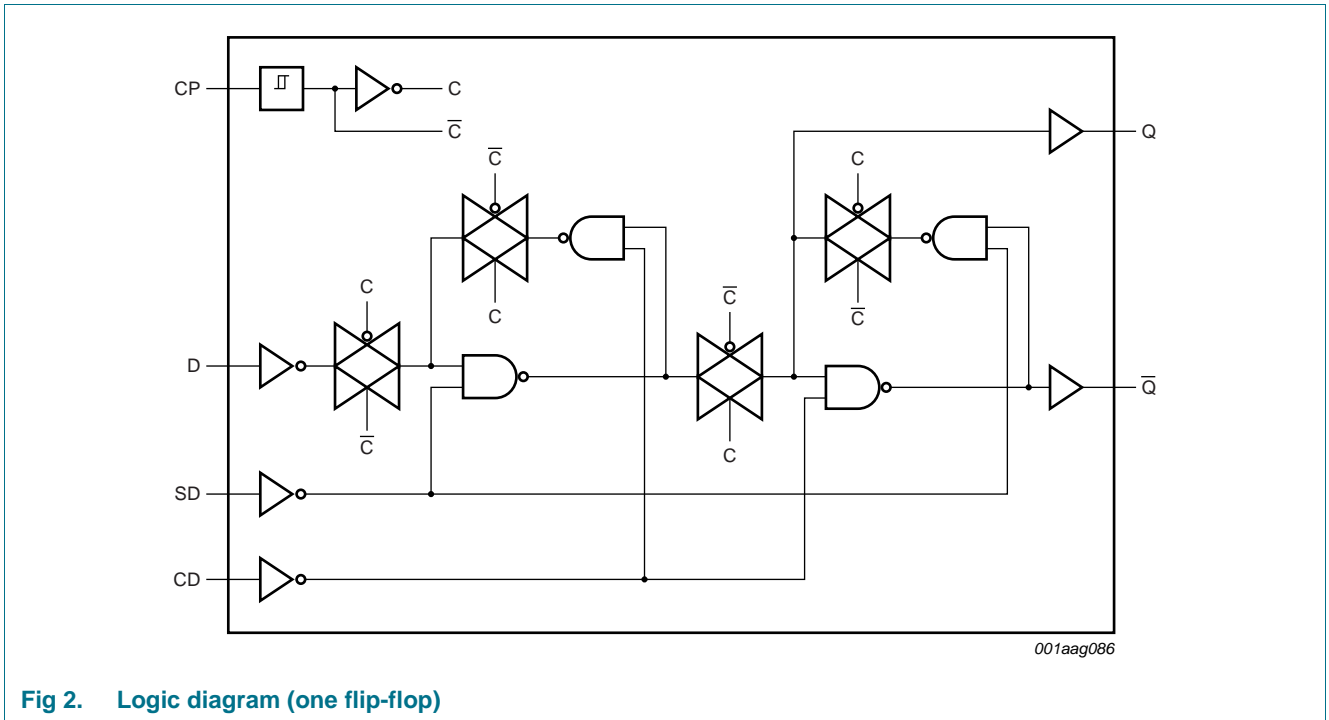 CP
C
C̅
C̅
C
C
C
C̅
C̅
C
C
C̅
D
SD
CD
Q
Q̅
001aag086
Fig 2. Logic diagram (one flip-flop)